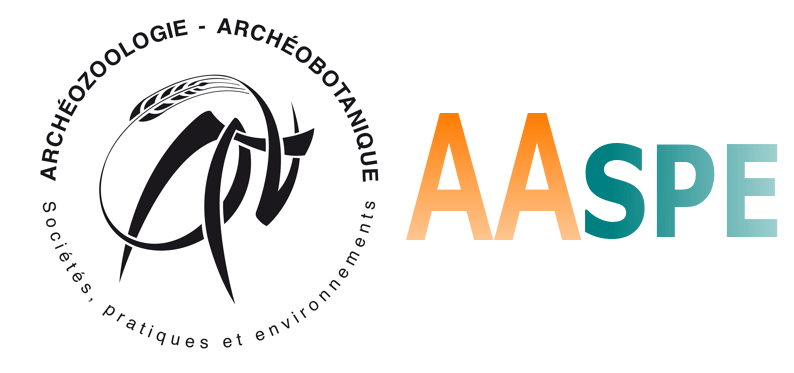 ARCHÉOZOOLOGIE - ARCHÉOBOTANIQUE
Sociétés, pratiques et environnements
AASPE